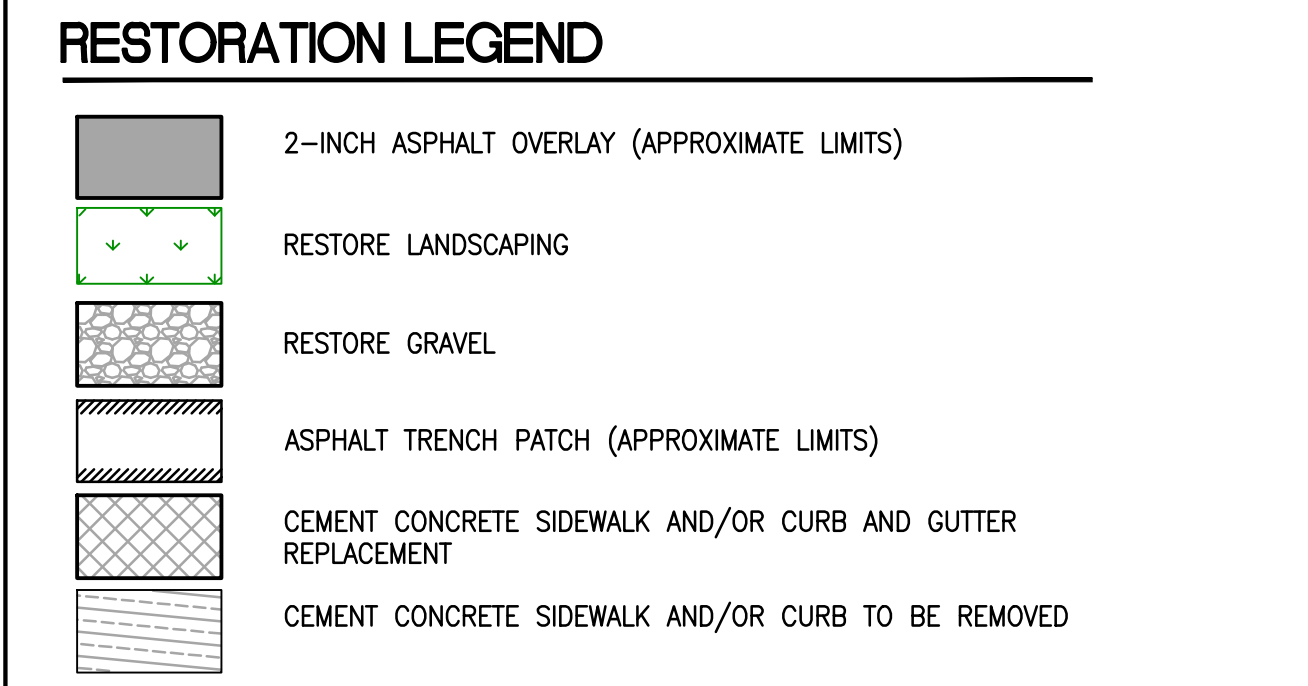 RESTORATION LEGEND
2-INCH ASPHALT OVERLAY (APPROXIMATE LIMITS)
RESTORE LANDSCAPING
RESTORE GRAVEL
ASPHALT TRENCH PATCH (APPROXIMATE LIMITS)
CEMENT CONCRETE SIDEWALK AND/OR CURB AND GUTTER
REPLACEMENT
CEMENT CONCRETE SIDEWALK AND/OR CURB TO BE REMOVED